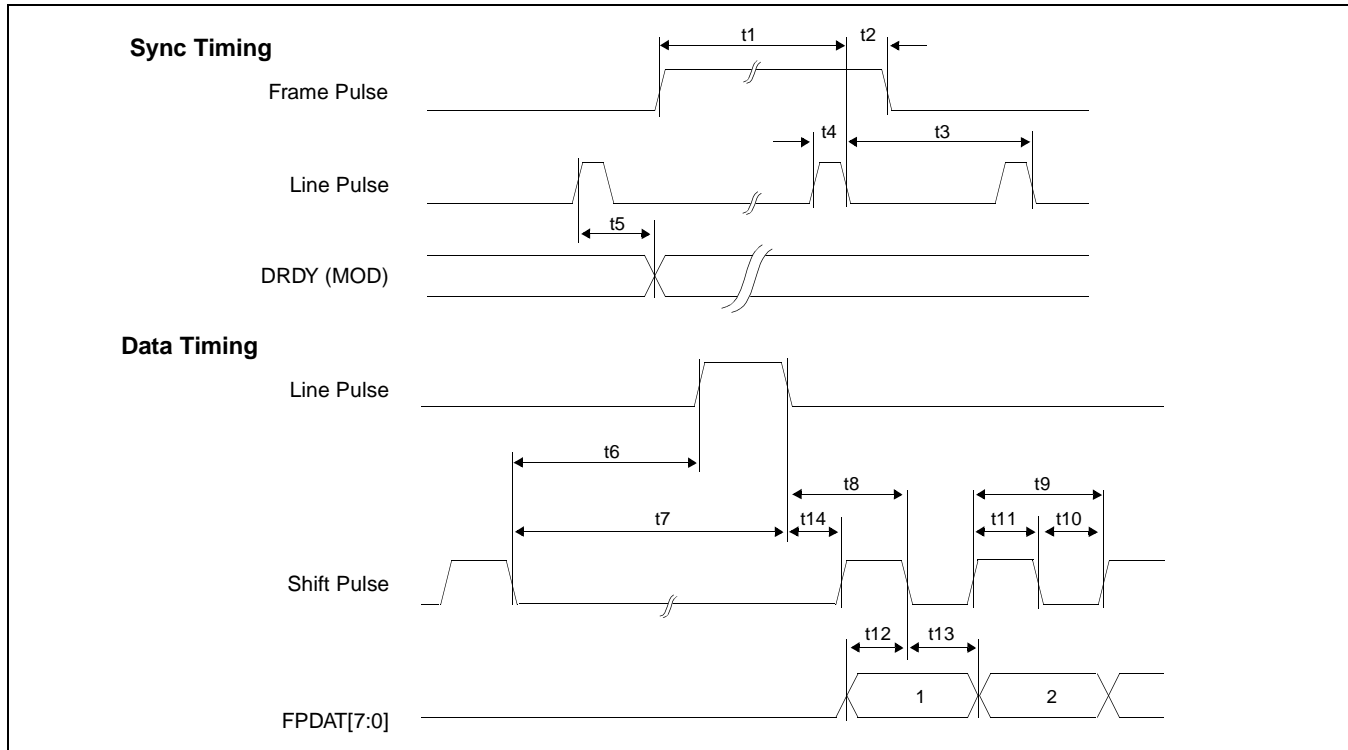 Sync Timing
t1
t2
Frame Pulse
t4
t3
Line Pulse
t5
DRDY (MOD)
Data Timing
Line Pulse
t6
t8
t9
t7
t14
t11
t10
Shift Pulse
t12
t13
1
2
FPDAT[7:0]